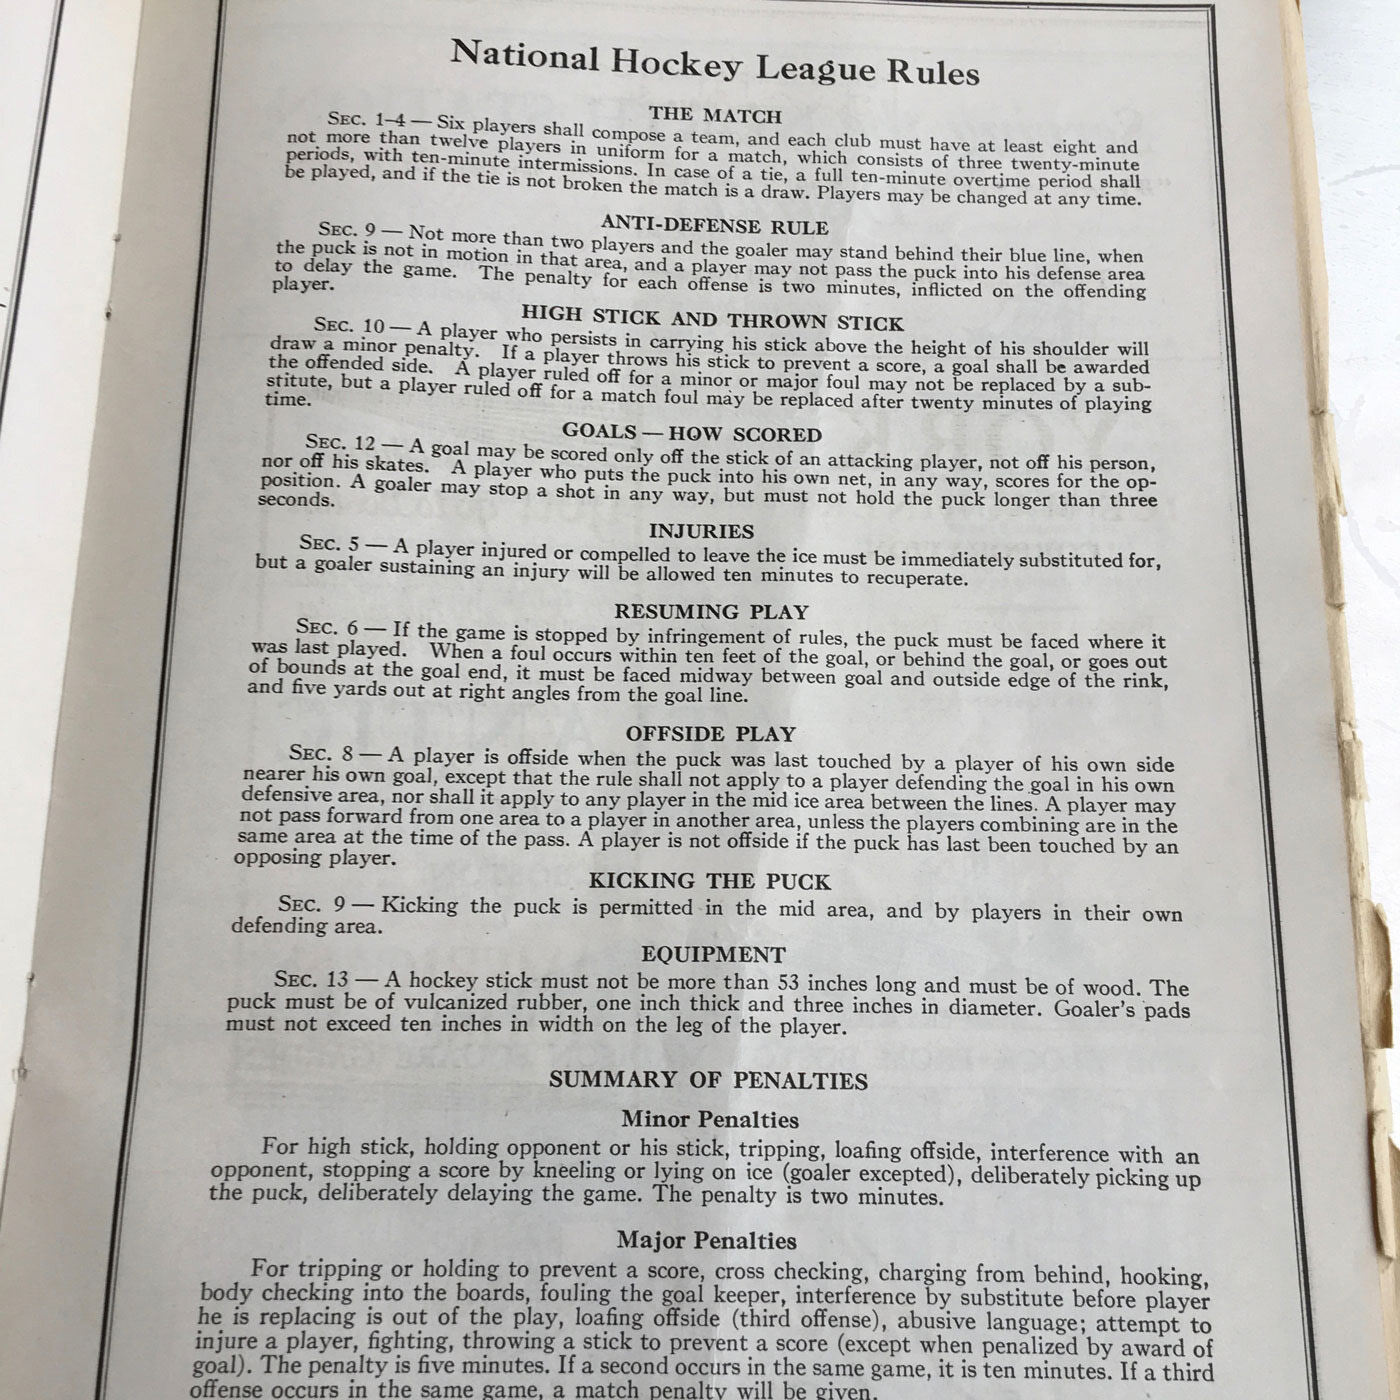 National Hockey League Rules
THE MATCH
SEC. 1–4 — Six players shall compose a team, and each club must have at least eight and
not more than twelve players in uniform for a match, which consists of three twenty-minute
periods, with ten-minute intermissions. In case of a tie, a full ten-minute overtime period shall
be played, and if the tie is not broken the match is a draw. Players may be changed at any time.
ANTI-DEFENSE RULE
SEC. 9 — Not more than two players and the goaler may stand behind their blue line, when
the puck is not in motion in that area, and a player may not pass the puck into his defense area
to delay the game. The penalty for each offense is two minutes, inflicted on the offending
player.
HIGH STICK AND THROWN STICK
SEC. 10 — A player who persists in carrying his stick above the height of his shoulder will
draw a minor penalty. If a player throws his stick to prevent a score, a goal shall be awarded
the offended side. A player ruled off for a minor or major foul may not be replaced by a sub-
stitute, but a player ruled off for a match foul may be replaced after twenty minutes of playing
time.
GOALS — HOW SCORED
SEC. 12 — A goal may be scored only off the stick of an attacking player, not off his person,
nor off his skates. A player who puts the puck into his own net, in any way, scores for the op-
position. A goaler may stop a shot in any way, but must not hold the puck longer than three
seconds.
INJURIES
SEC. 5 — A player injured or compelled to leave the ice must be immediately substituted for,
but a goaler sustaining an injury will be allowed ten minutes to recuperate.
RESUMING PLAY
SEC. 6 — If the game is stopped by infringement of rules, the puck must be faced where it
was last played. When a foul occurs within ten feet of the goal, or behind the goal, or goes out
of bounds at the goal end, it must be faced midway between goal and outside edge of the rink,
and five yards out at right angles from the goal line.
OFFSIDE PLAY
SEC. 8 — A player is offside when the puck was last touched by a player of his own side
nearer his own goal, except that the rule shall not apply to a player defending the goal in his own
defensive area, nor shall it apply to any player in the mid ice area between the lines. A player may
not pass forward from one area to a player in another area, unless the players combining are in the
same area at the time of the pass. A player is not offside if the puck has last been touched by an
opposing player.
KICKING THE PUCK
SEC. 9 — Kicking the puck is permitted in the mid area, and by players in their own
defending area.
EQUIPMENT
SEC. 13 — A hockey stick must not be more than 53 inches long and must be of wood. The
puck must be of vulcanized rubber, one inch thick and three inches in diameter. Goaler's pads
must not exceed ten inches in width on the leg of the player.
SUMMARY OF PENALTIES
Minor Penalties
For high stick, holding opponent or his stick, tripping, loafing offside, interference with an
opponent, stopping a score by kneeling or lying on ice (goaler excepted), deliberately picking up
the puck, deliberately delaying the game. The penalty is two minutes.
Major Penalties
For tripping or holding to prevent a score, cross checking, charging from behind, hooking,
body checking into the boards, fouling the goal keeper, interference by substitute before player
he is replacing is out of the play, loafing offside (third offense), abusive language; attempt to
injure a player, fighting, throwing a stick to prevent a score (except when penalized by award of
goal). The penalty is five minutes. If a second occurs in the same game, it is ten minutes. If a third
offense occurs in the same game, a match penalty will be given.